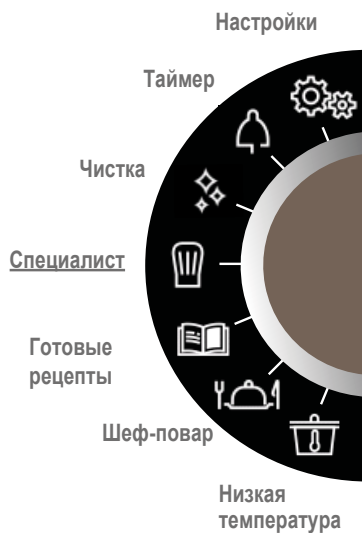 Настройки
Таймер
Чистка
Специалист
Готовые
рецепты
Шеф-повар
Низкая
температура